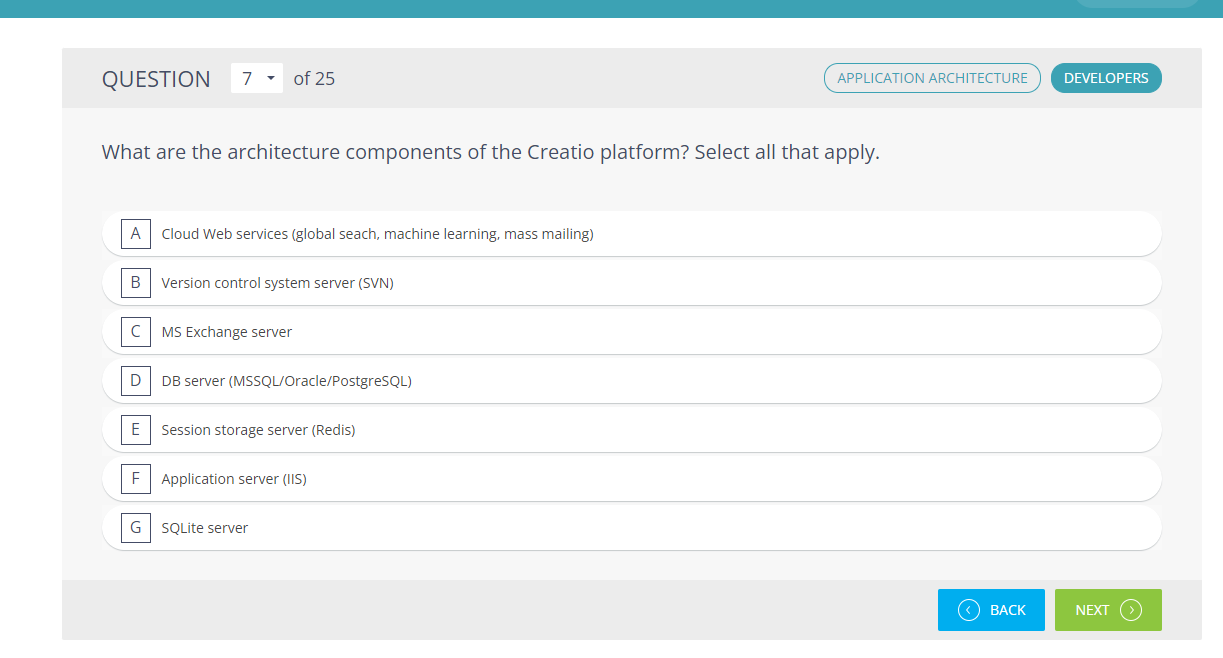 QUESTION 7 of 25 APPLICATION ARCHITECTURE DEVELOPERS
What are the architecture components of the Creatio platform? Select all that apply.
A Cloud Web services (global seach, machine learning, mass mailing)
B Version control system server (SVN)
C MS Exchange server
D DB server (MSSQL/Oracle/PostgreSQL)
E Session storage server (Redis)
F Application server (IIS)
G SQLite server
BACK NEXT